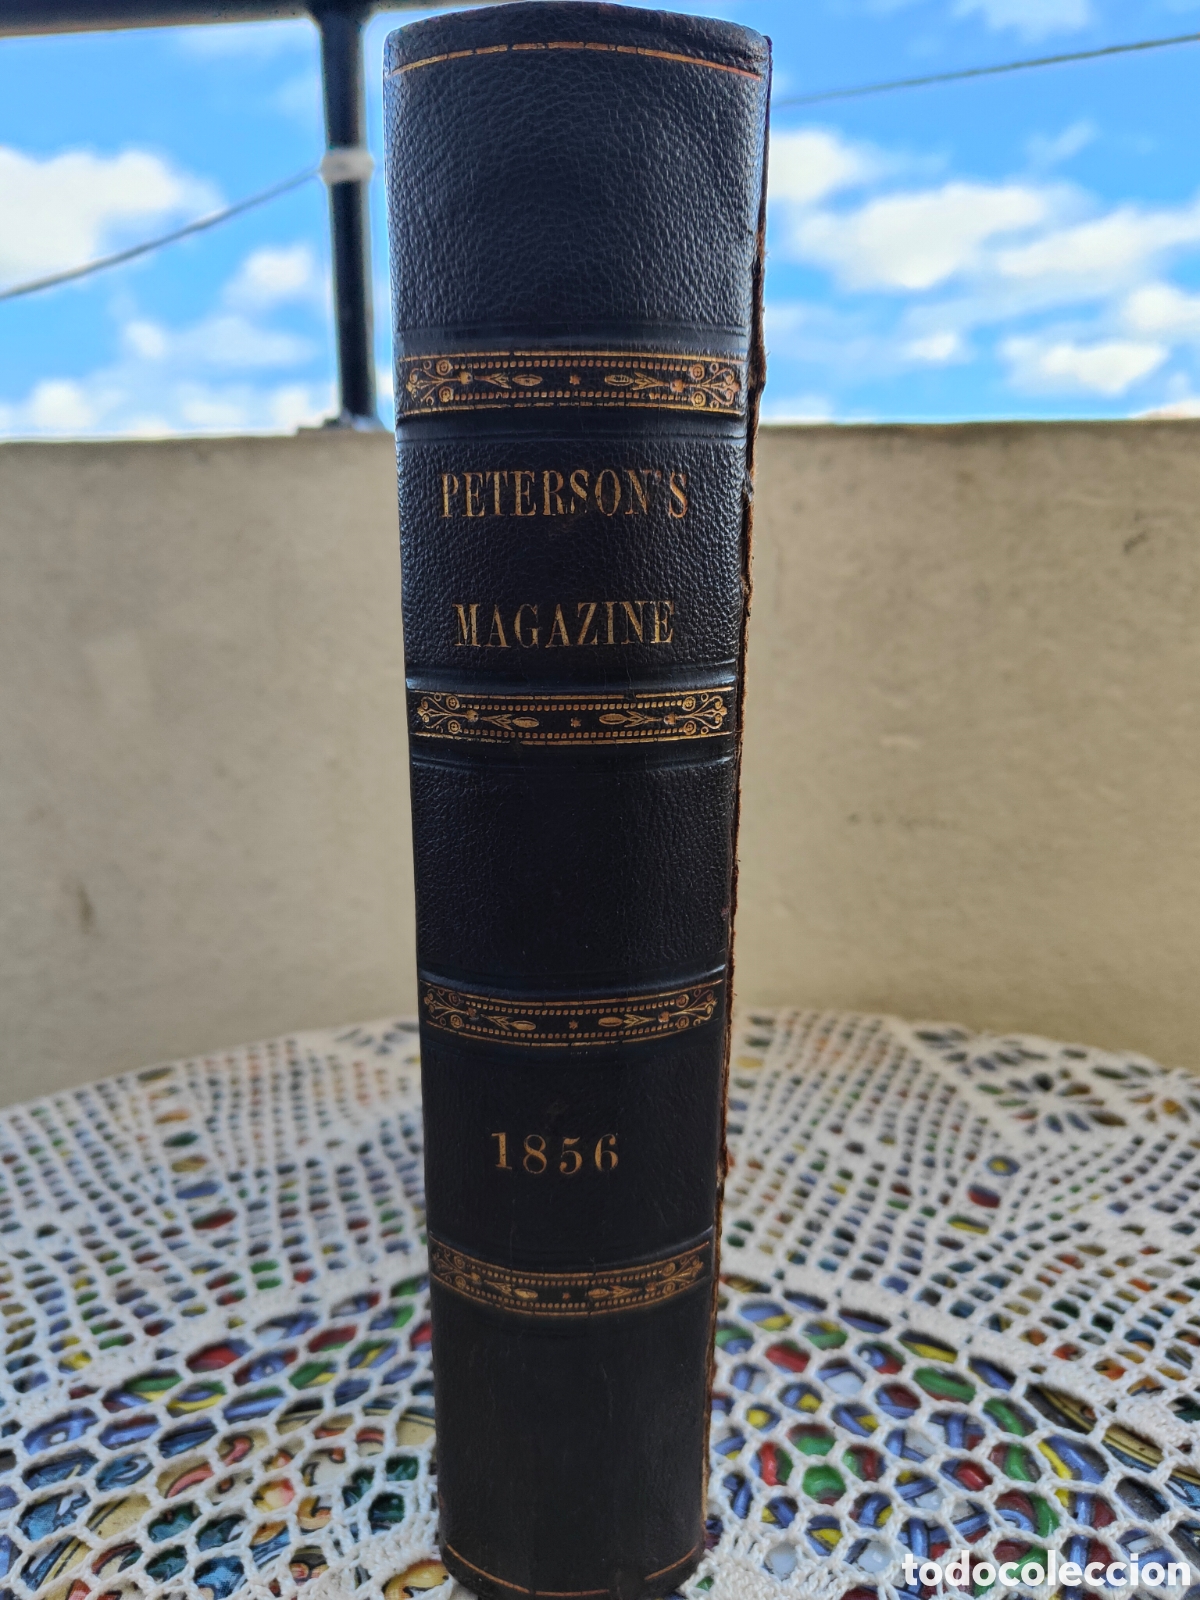 PETERSON'S
MAGAZINE
1856
todocoleccion